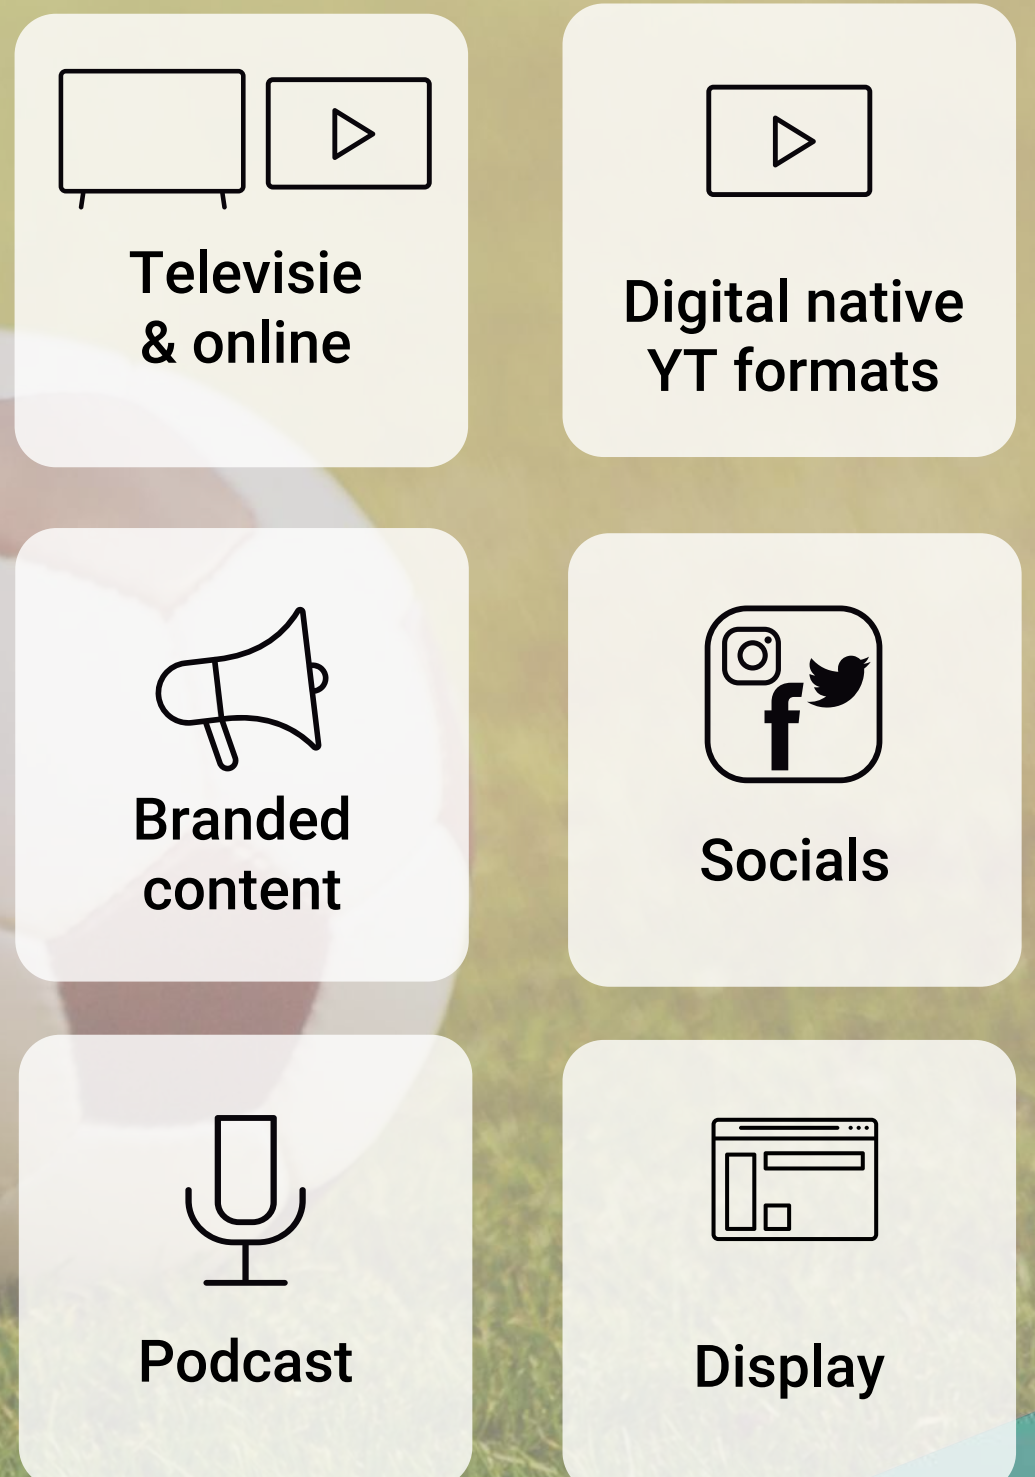 Televisie
& online
Digital native
YT formats
Branded
content
Socials
Podcast
Display